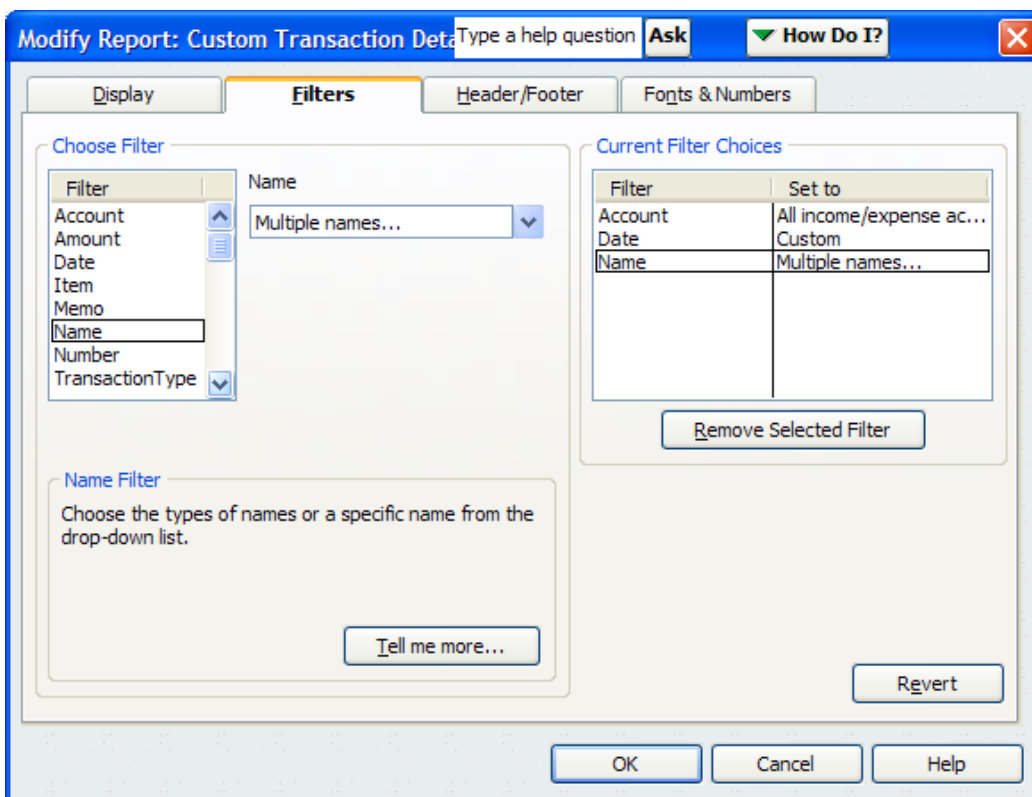 Modify Report: Custom Transaction Deta
Type a help question
Ask
How Do I?
Display
Filters
Header/Footer
Fonts & Numbers
Choose Filter
Filter
Account
Amount
Date
Item
Memo
Name
Number
TransactionType
Name
Multiple names...
Name Filter
Choose the types of names or a specific name from the
drop-down list.
Tell me more...
Current Filter Choices
Filter Set to
Account All income/expense ac...
Date Custom
Name Multiple names...
Remove Selected Filter
Revert
OK
Cancel
Help